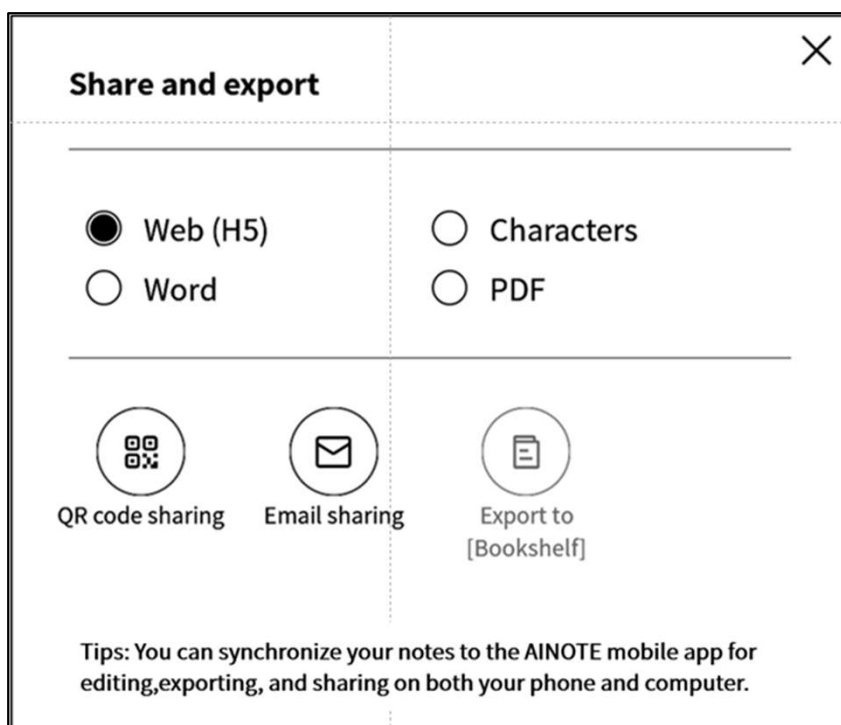 Share and export
Web (H5)
Characters
Word
PDF
QR code sharing
Email sharing
Export to
[Bookshelf]
Tips: You can synchronize your notes to the AINOTE mobile app for
editing,exporting, and sharing on both your phone and computer.